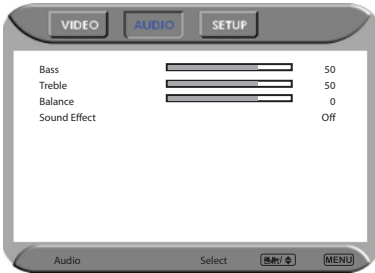 VIDEO AUDIO SETUP
Bass 50
Treble 50
Balance 0
Sound Effect Off
Audio Select MENU